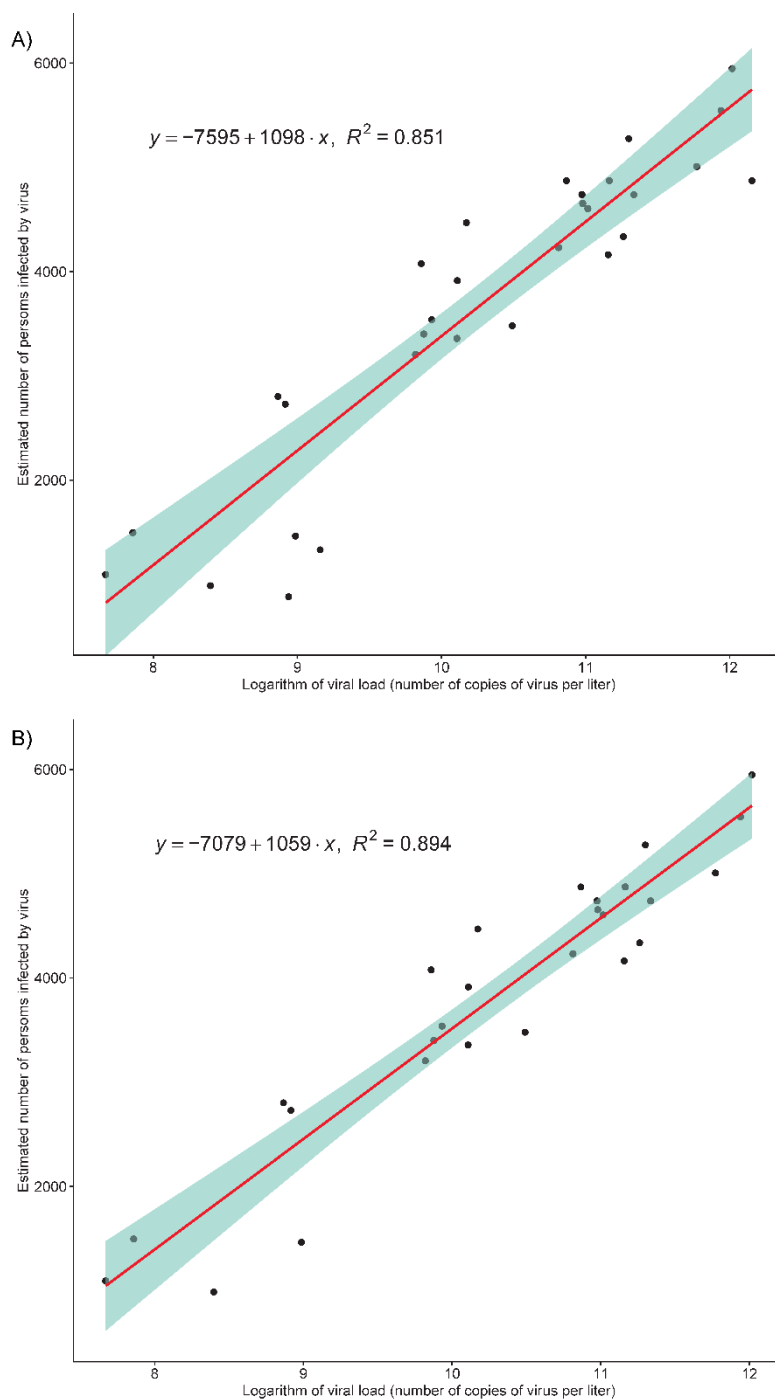 A)
6000
y = −7595 + 1098 · x, R² = 0.851
4000
Estimated number of persoms infected by virus
2000
8 9 10 11 12
Logarithm of viral load (number of copies of virus per liter)
B)
6000
y = −7079 + 1059 · x, R² = 0.894
4000
Estimated number of persoms infected by virus
2000
8 9 10 11 12
Logarithm of viral load (number of copies of virus per liter)